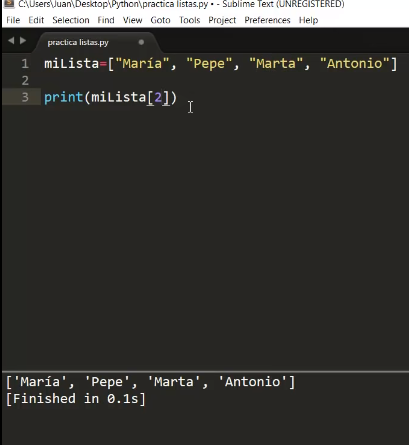 C:\Users\Juan\Desktop\Python\practica listas.py • - Sublime Text (UNREGISTERED)
File Edit Selection Find View Goto Tools Project Preferences Help
practica listas.py
1 miLista=["María", "Pepe", "Marta", "Antonio"]
2
3 print(miLista[2])
['María', 'Pepe', 'Marta', 'Antonio']
[Finished in 0.1s]